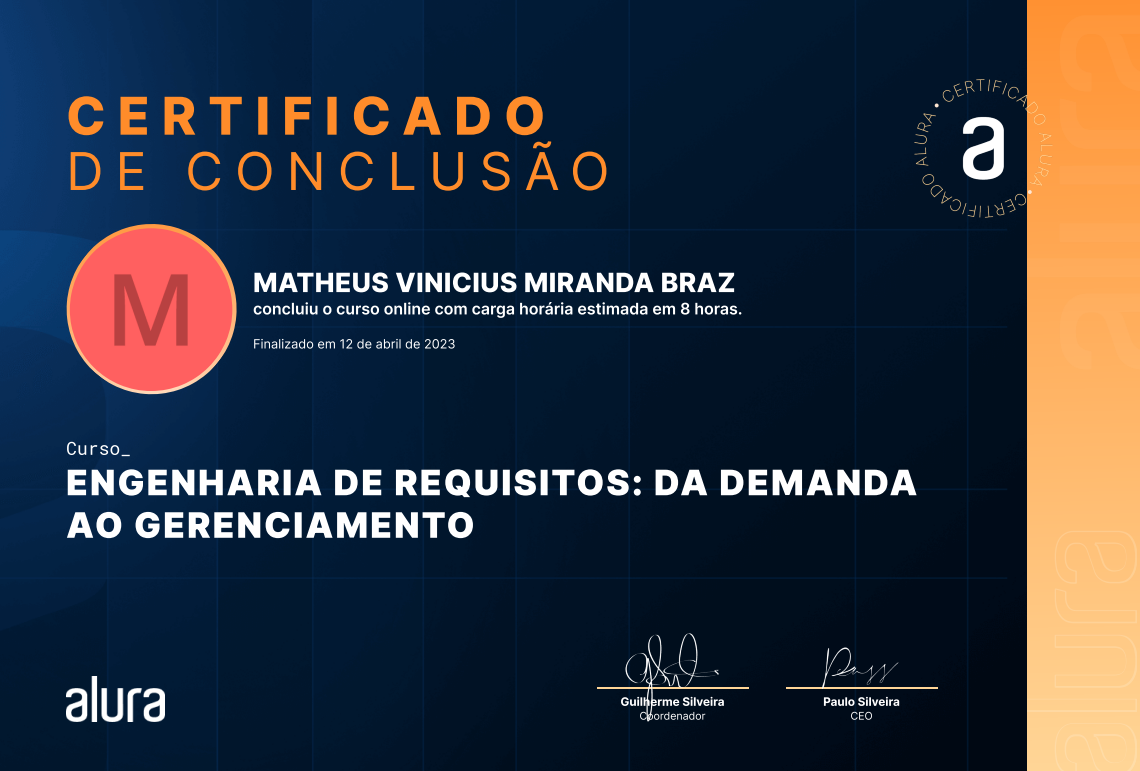 CERTIFICADO
DE CONCLUSÃO
CERTIFICADO ALURA • CERTIFICADO ALURA •
a
M
MATHEUS VINICIUS MIRANDA BRAZ
concluiu o curso online com carga horária estimada em 8 horas.
Finalizado em 12 de abril de 2023
Curso_
ENGENHARIA DE REQUISITOS: DA DEMANDA
AO GERENCIAMENTO
alura
Guilherme Silveira
Coordenador
Paulo Silveira
CEO
alura
alura